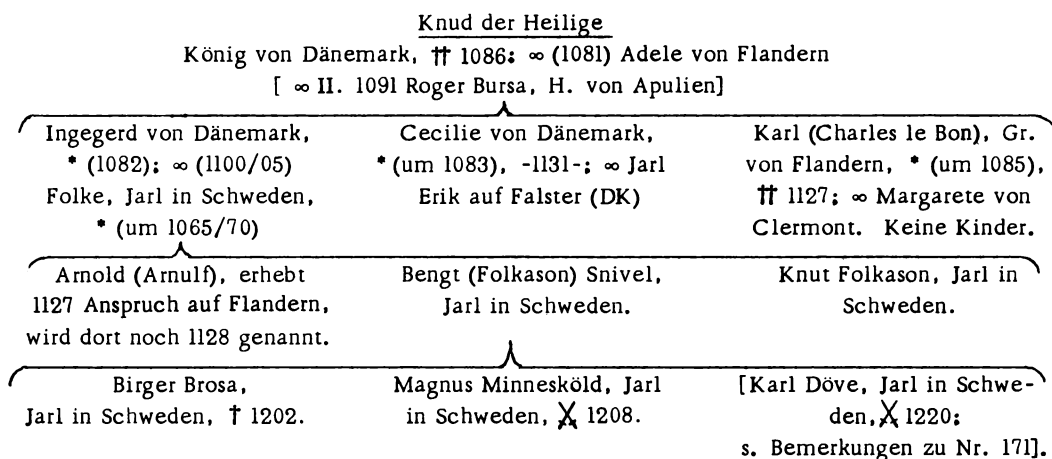 Knud der Heilige
König von Dänemark, †† 1086; ∞ (1081) Adele von Flandern
[ ∞ II. 1091 Roger Bursa, H. von Apulien]
Ingegerd von Dänemark,
* (1082); ∞ (1100/05)
Folke, Jarl in Schweden,
* (um 1065/70)
Cecilie von Dänemark,
* (um 1083), -1131-; ∞ Jarl
Erik auf Falster (DK)
Karl (Charles le Bon), Gr.
von Flandern, * (um 1085),
†† 1127; ∞ Margarete von
Clermont. Keine Kinder.
Arnold (Arnulf), erhebt
1127 Anspruch auf Flandern,
wird dort noch 1128 genannt.
Bengt (Folkason) Snivel,
Jarl in Schweden.
Knut Folkason, Jarl in
Schweden.
Birger Brosa,
Jarl in Schweden, † 1202.
Magnus Minnesköld, Jarl
in Schweden, ⚔ 1208.
[Karl Döve, Jarl in Schwe-
den, ⚔ 1220;
s. Bemerkungen zu Nr. 171].